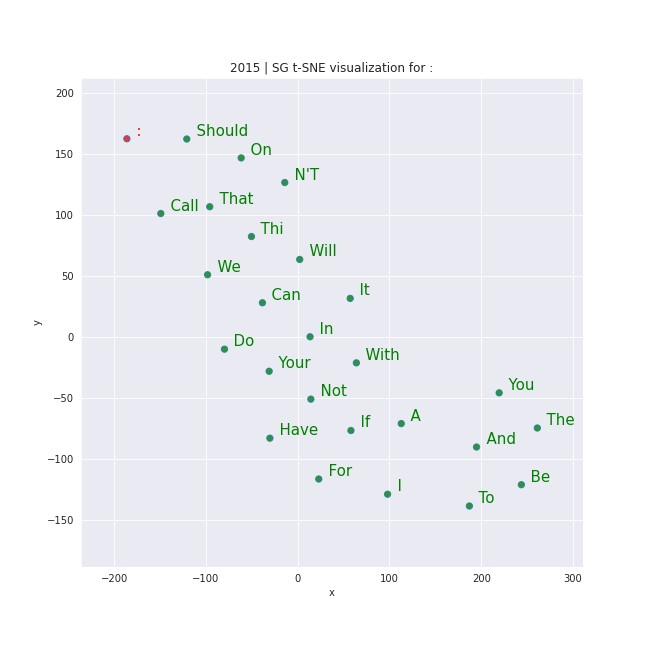 2015 | SG t-SNE visualization for :
200
150
100
50
0
−50
−100
−150
y
:
Should
On
N'T
That
Call
Thi
Will
We
Can
It
In
Do
With
Your
Not
You
If
A
The
Have
And
For
Be
I
To
−200
−100
0
100
200
300
x